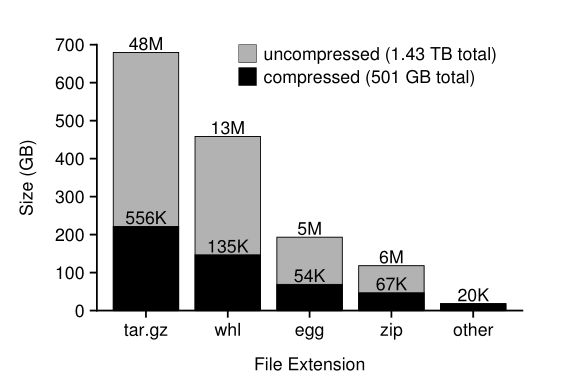 48M
700
uncompressed (1.43 TB total)
compressed (501 GB total)
600
500
13M
400
Size (GB)
300
5M
556K
200
6M
135K
100
54K
67K
20K
0
tar.gz
whl
egg
zip
other
File Extension